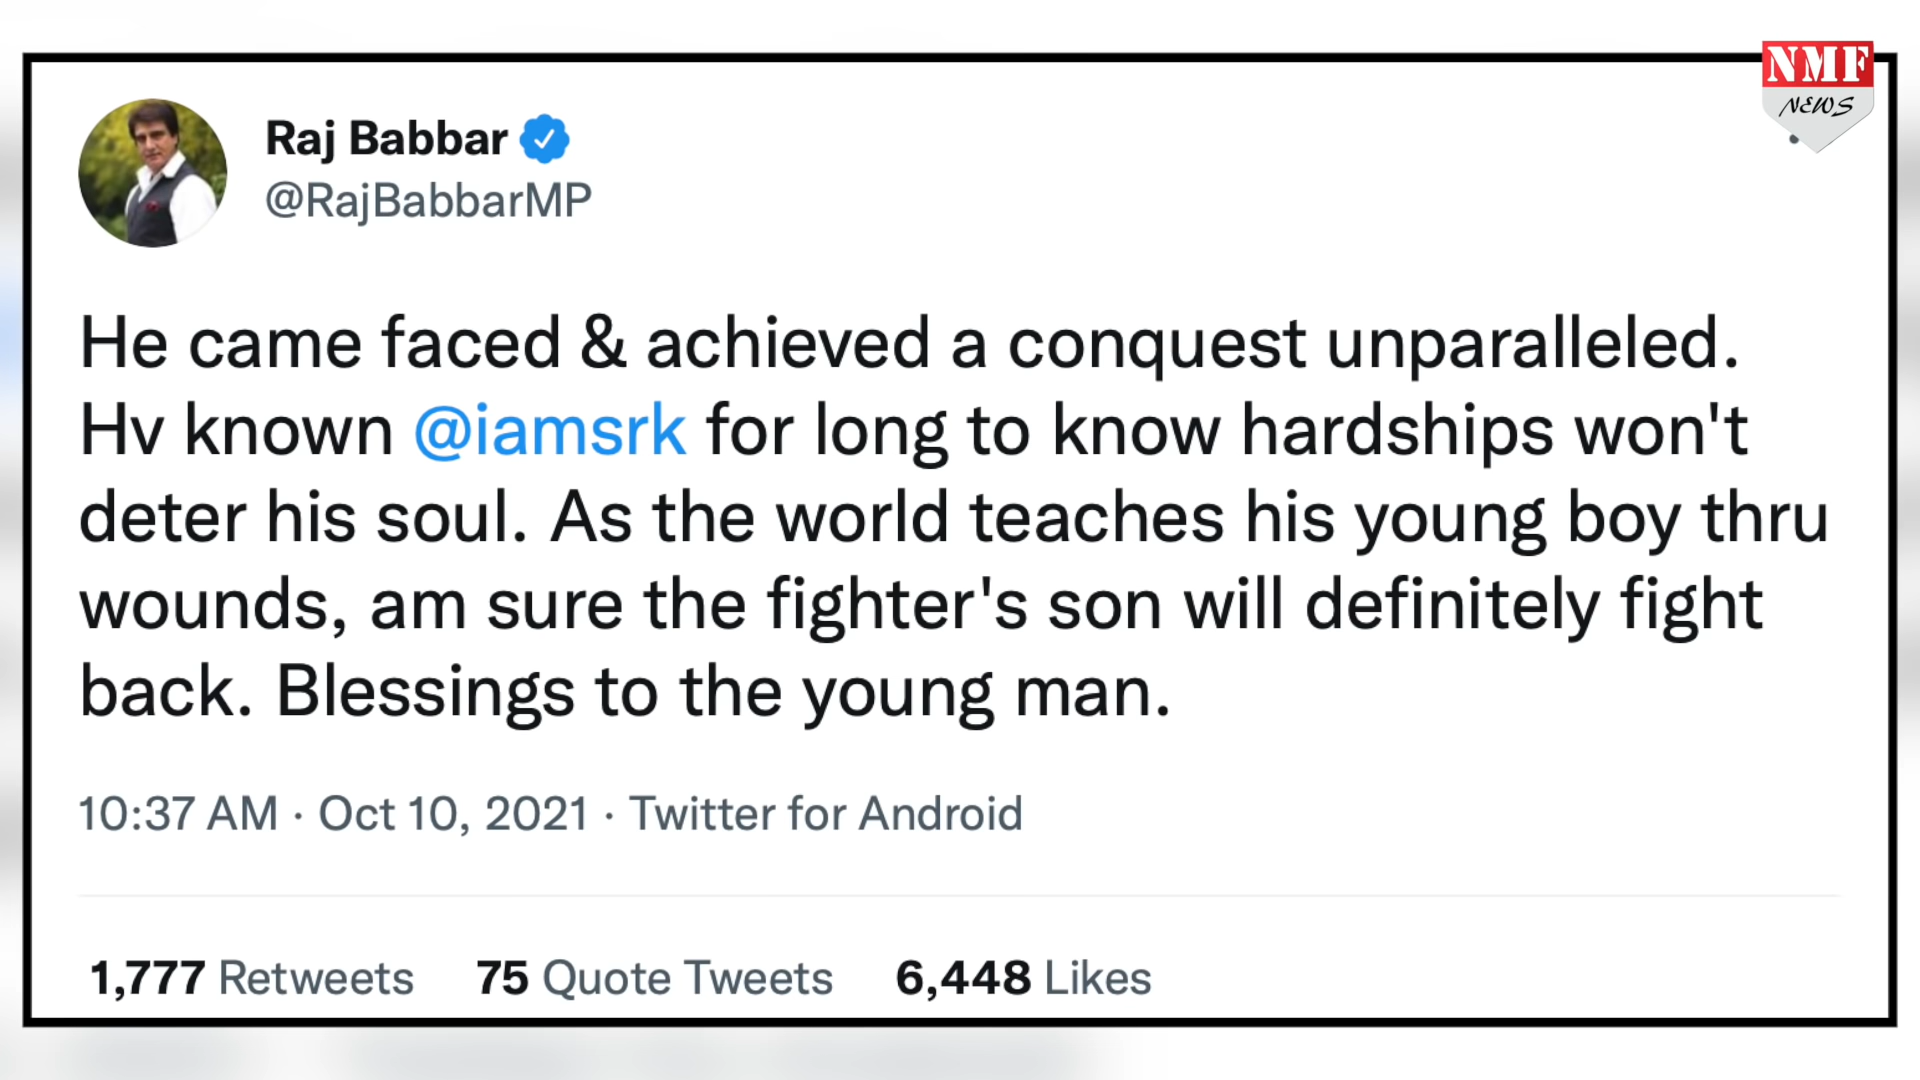 NMF
NEWS
Raj Babbar
@RajBabbarMP
He came faced & achieved a conquest unparalleled.
Hv known @iamsrk for long to know hardships won't
deter his soul. As the world teaches his young boy thru
wounds, am sure the fighter's son will definitely fight
back. Blessings to the young man.
10:37 AM · Oct 10, 2021 · Twitter for Android
1,777 Retweets 75 Quote Tweets 6,448 Likes